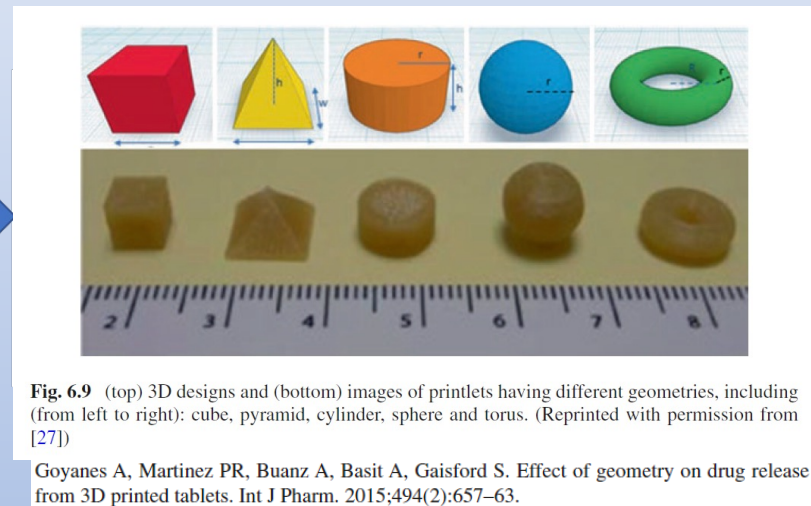 h
w
r
h
r
R
r
2 3 4 5 6 7 8
Fig. 6.9 (top) 3D designs and (bottom) images of printlets having different geometries, including
(from left to right): cube, pyramid, cylinder, sphere and torus. (Reprinted with permission from
[27])
Goyanes A, Martinez PR, Buanz A, Basit A, Gaisford S. Effect of geometry on drug release
from 3D printed tablets. Int J Pharm. 2015;494(2):657–63.